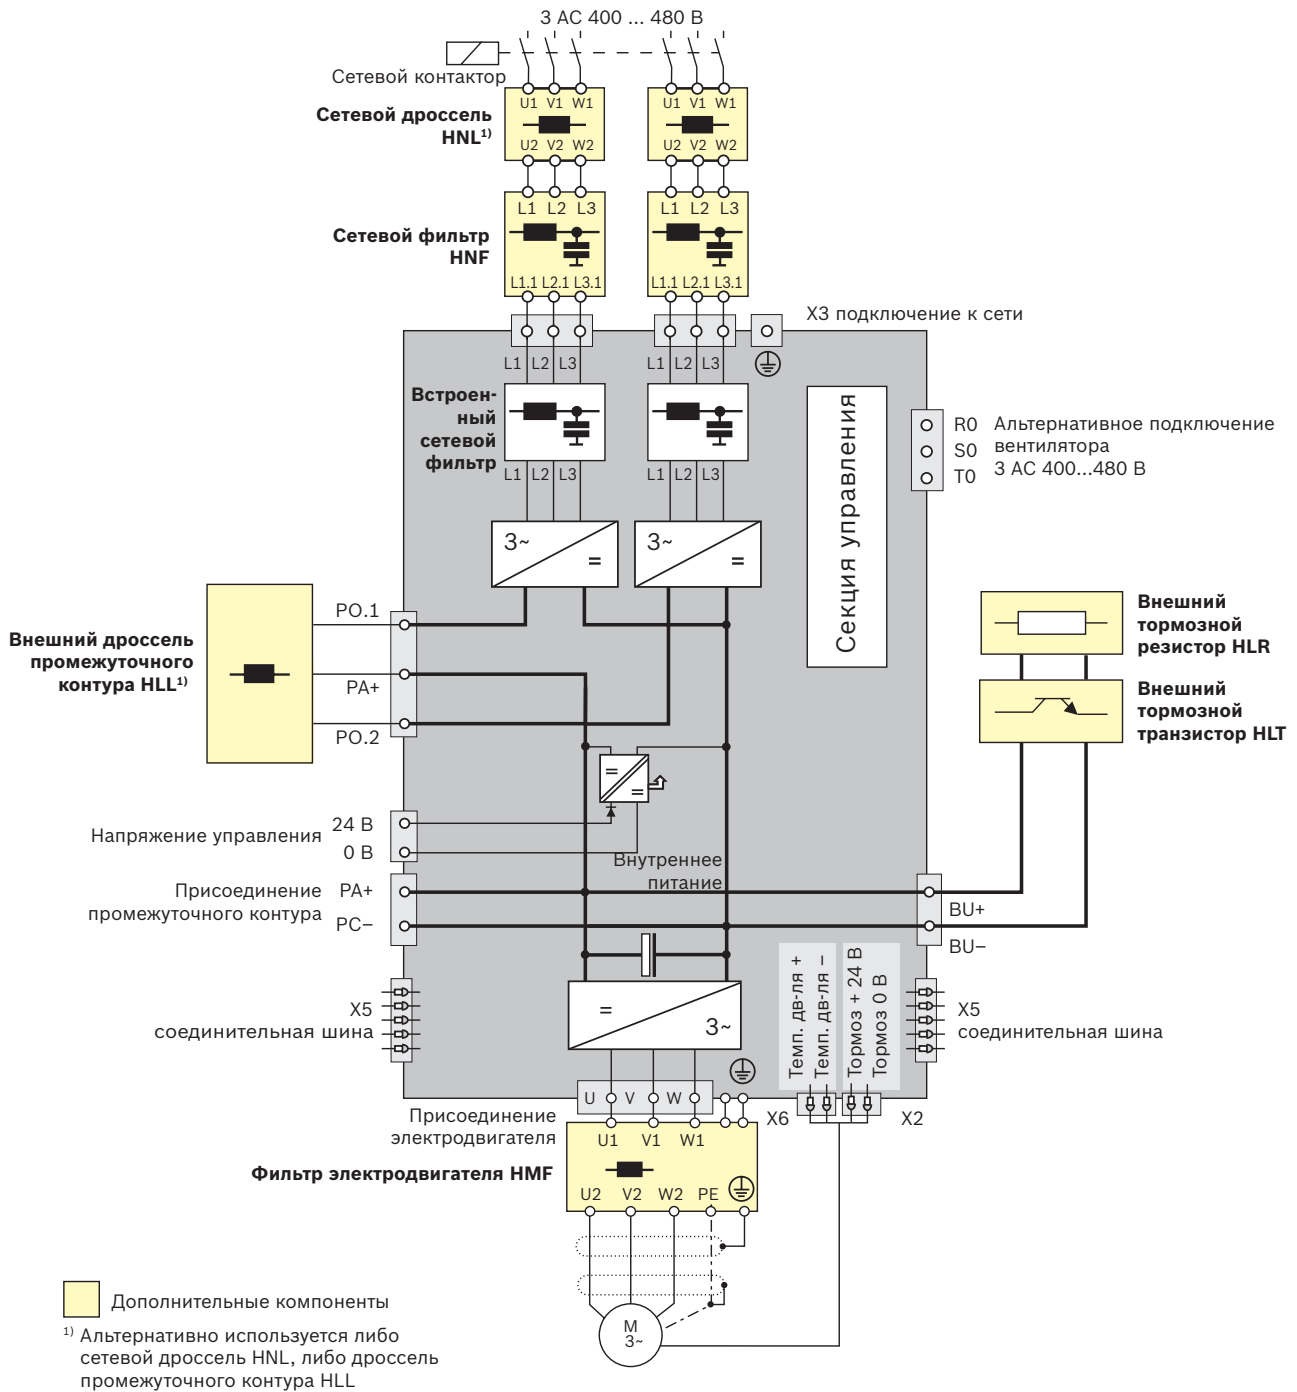 3 AC 400 ... 480 В
Сетевой контактор
U1 V1 W1
U1 V1 W1
Сетевой дроссель
HNL¹⁾
U2 V2 W2
U2 V2 W2
L1 L2 L3
L1 L2 L3
Сетевой фильтр
HNF
L1.1 L2.1 L3.1
L1.1 L2.1 L3.1
X3 подключение к сети
L1 L2 L3
L1 L2 L3
Встроен-
ный
сетевой
фильтр
L1 L2 L3
L1 L2 L3
Секция управления
R0
S0
T0
Альтернативное подключение
вентилятора
3 AC 400...480 В
3~
=
3~
=
PO.1
PA+
PO.2
Внешний дроссель
промежуточного
контура HLL¹⁾
Внешний
тормозной
резистор HLR
Внешний
тормозной
транзистор HLT
=
=
Напряжение управления
24 В
0 В
Внутреннее
питание
Присоединение
промежуточного контура
PA+
PC−
BU+
BU−
X5
соединительная шина
=
3~
Темп. дв-ля +
Темп. дв-ля −
Тормоз + 24 В
Тормоз 0 В
X5
соединительная шина
U V W
Присоединение
электродвигателя
X6
X2
U1 V1 W1
Фильтр электродвигателя HMF
U2 V2 W2 PE
M
3~
Дополнительные компоненты
¹⁾ Альтернативно используется либо
сетевой дроссель HNL, либо дроссель
промежуточного контура HLL